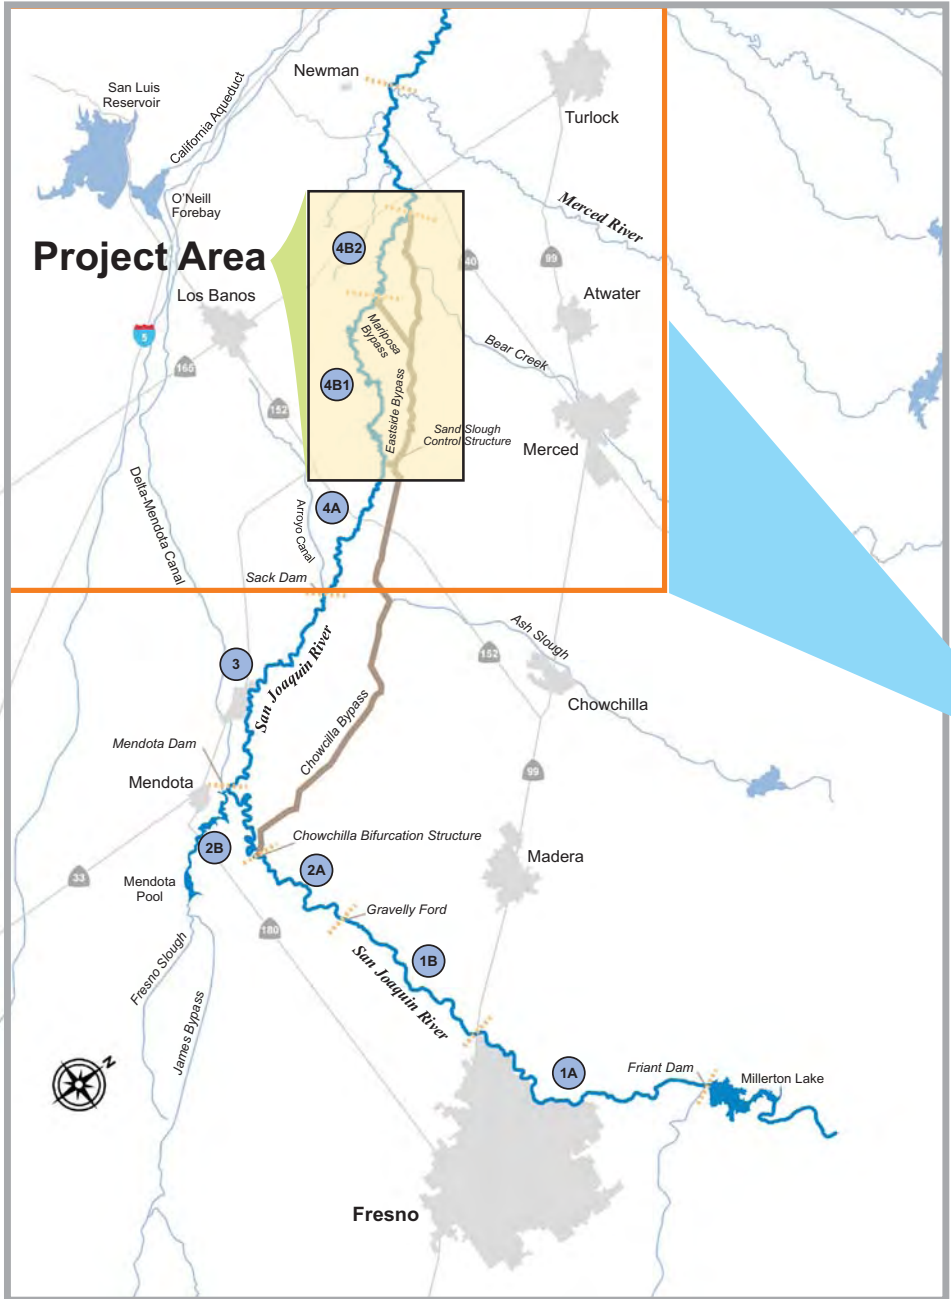 Newman
San Luis
Reservoir
California Aqueduct
Turlock
O'Neill
Forebay
Merced River
Project Area
4B2
40
99
Los Banos
Atwater
Mariposa
Bypass
5
165
Bear Creek
4B1
152
Eastside Bypass
Sand Slough
Control Structure
Merced
Delta-Mendota Canal
4A
Arroyo Canal
Sack Dam
Ash Slough
3
San Joaquin River
152
Chowchilla
Chowcilla Bypass
Mendota Dam
Mendota
99
Chowchilla Bifurcation Structure
2B
2A
Madera
33
Mendota
Pool
Gravelly Ford
180
Fresno Slough
San Joaquin River
1B
James Bypass
N
1A
Friant Dam
Millerton Lake
Fresno